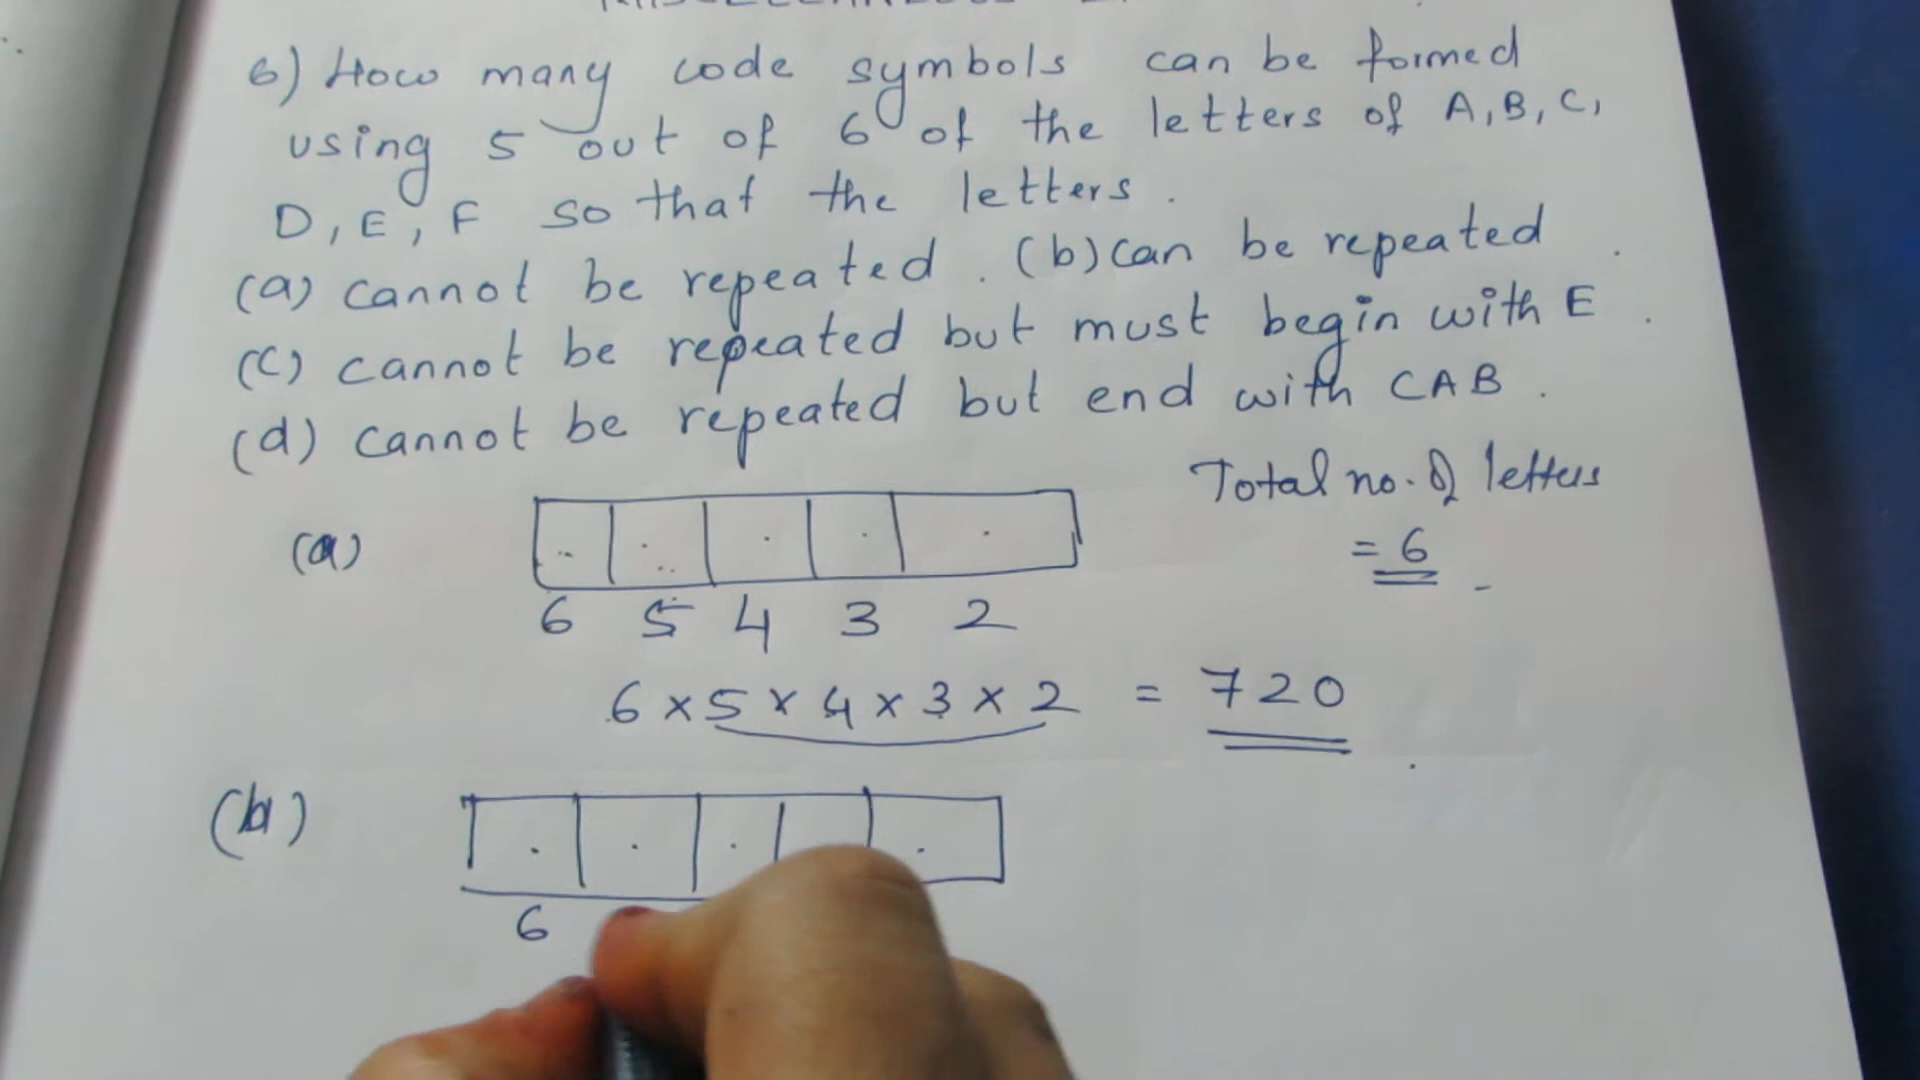 6) How many code symbols can be formed
using 5 out of 6 of the letters of A, B, C,
D, E, F so that the letters.
(a) cannot be repeated. (b) can be repeated
(c) cannot be repeated but must begin with E.
(d) cannot be repeated but end with CAB.
Total no. of letters
= 6
(a)
6 5 4 3 2
6 × 5 × 4 × 3 × 2 = 720
(b)
6